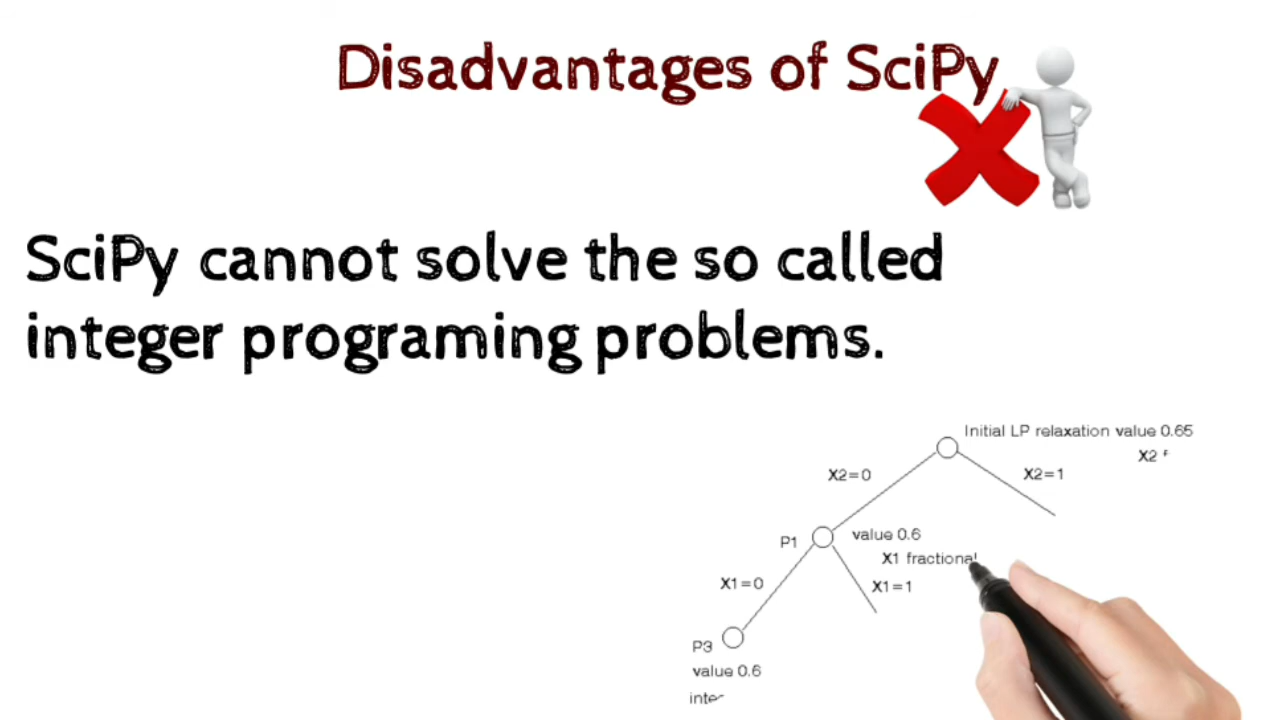 Disadvantages of SciPy
SciPy cannot solve the so called
integer programing problems.
Initial LP relaxation value 0.65
X2
X2=0
X2=1
P1
value 0.6
X1 fractional
X1=0
X1=1
P3
value 0.6